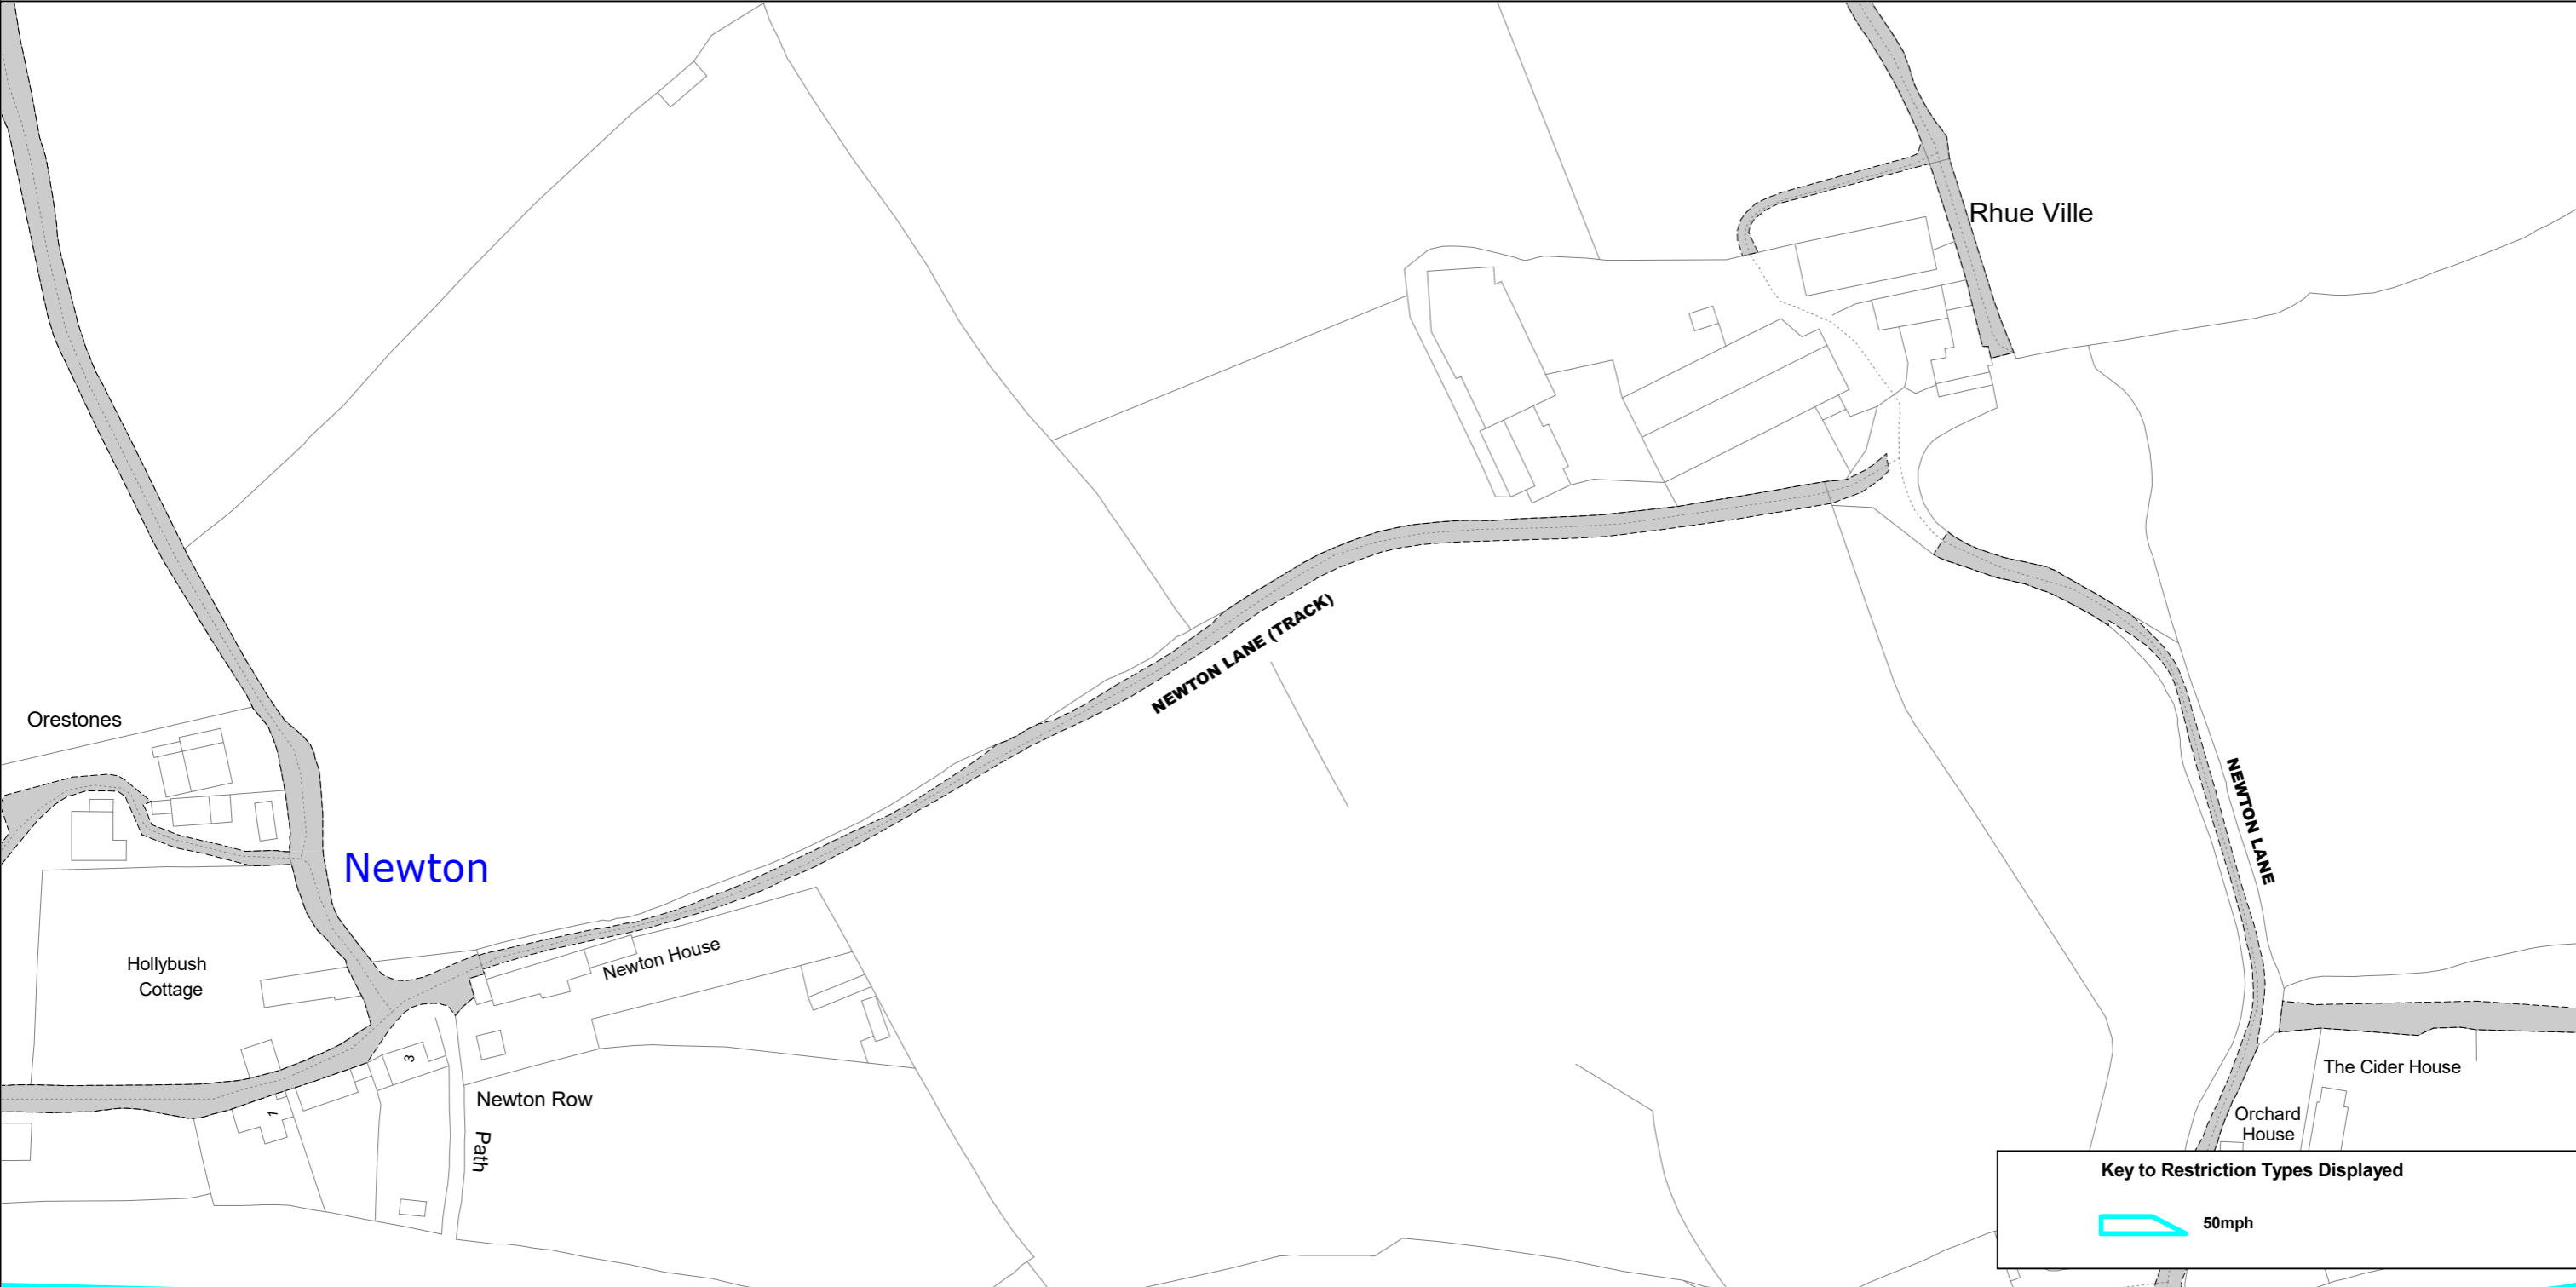 Rhue Ville
NEWTON LANE (TRACK)
Orestones
NEWTON LANE
Newton
Newton House
Hollybush
Cottage
3
1
Newton Row
Path
The Cider House
Orchard
House
Key to Restriction Types Displayed
50mph